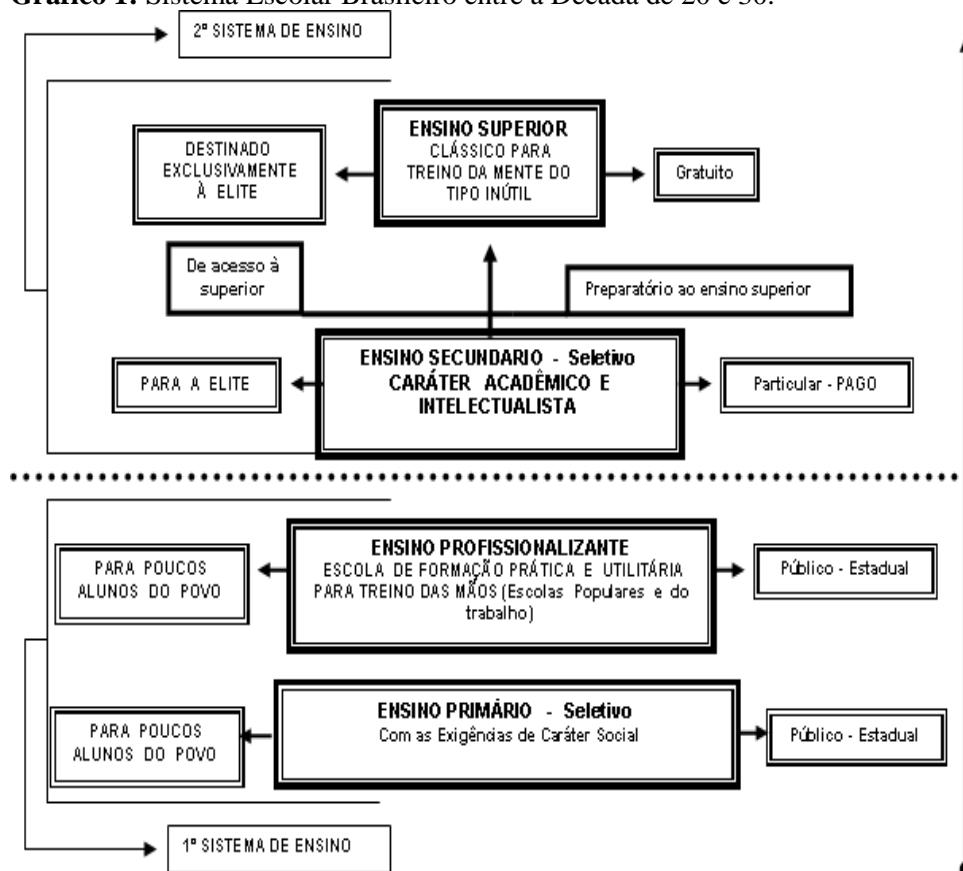 Gráfico 1: Sistema Escolar Brasileiro entre a Década de 20 e 30.
2º SISTEMA DE ENSINO
DESTINADO
EXCLUSIVAMENTE
À ELITE
ENSINO SUPERIOR
CLÁSSICO PARA
TREINO DA MENTE DO
TIPO INÚTIL
Gratuito
De acesso à
superior
Preparatório ao ensino superior
PARA A ELITE
ENSINO SECUNDARIO - Seletivo
CARÁTER ACADÊMICO E
INTELECTUALISTA
Particular - PAGO
PARA POUCOS
ALUNOS DO POVO
ENSINO PROFISSIONALIZANTE
ESCOLA DE FORMAÇÃO PRÁTICA E UTILITÁRIA
PARA TREINO DAS MÃOS (Escolas Populares e do
trabalho)
Público - Estadual
PARA POUCOS
ALUNOS DO POVO
ENSINO PRIMÁRIO - Seletivo
Com as Exigências de Caráter Social
Público - Estadual
1º SISTEMA DE ENSINO